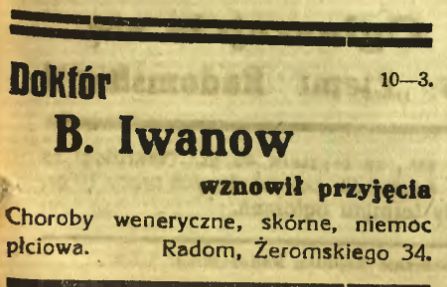 Doktór 10—3.
B. Iwanow
wznowił przyjęcia
Choroby weneryczne, skórne, niemoc
płciowa. Radom, Żeromskiego 34.